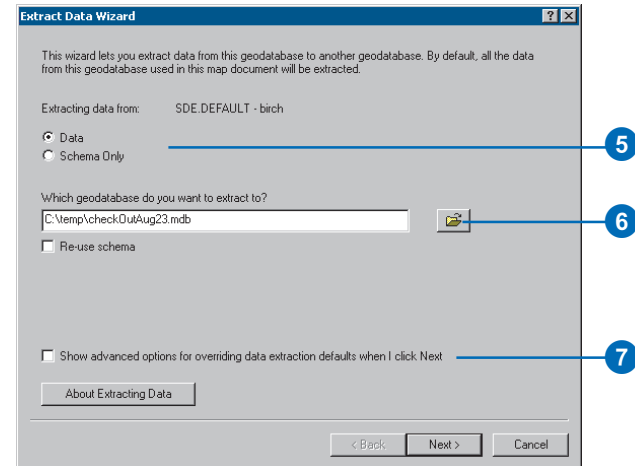 Extract Data Wizard
This wizard lets you extract data from this geodatabase to another geodatabase. By default, all the data
from this geodatabase used in this map document will be extracted.
Extracting data from: SDE.DEFAULT - birch
Data
5
Schema Only
Which geodatabase do you want to extract to?
C:\temp\checkOutAug23.mdb
6
Re-use schema
Show advanced options for overriding data extraction defaults when I click Next
7
About Extracting Data
< Back Next > Cancel